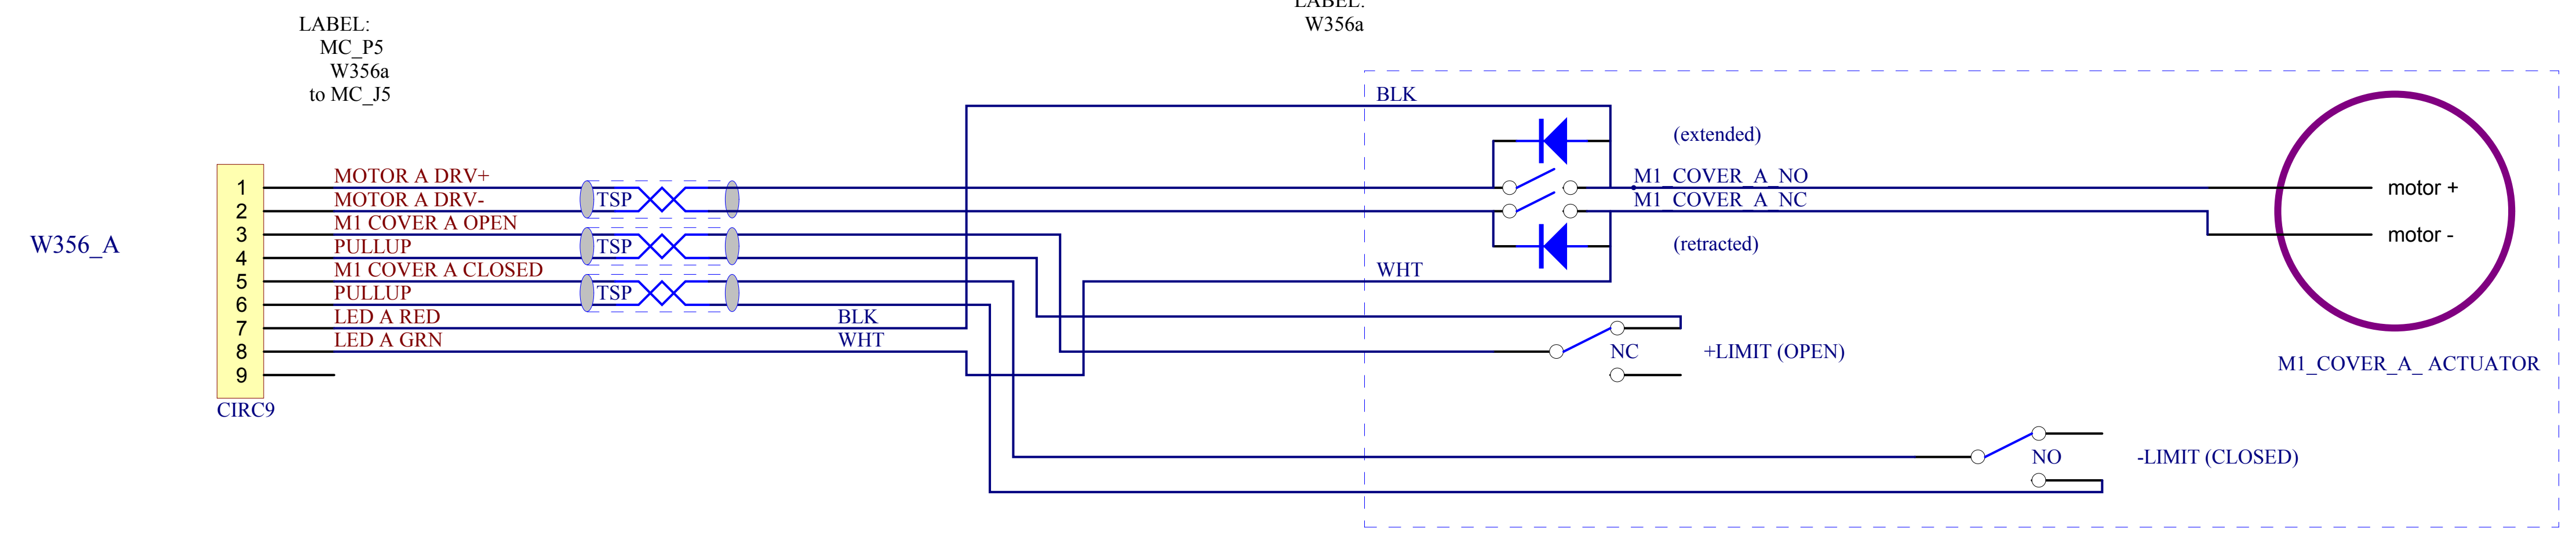 LABEL:
MC_P5
W356a
to MC_J5
LABEL:
W356a
W356_A
1
2
3
4
5
6
7
8
9
CIRC9
MOTOR A DRV+
MOTOR A DRV-
M1 COVER A OPEN
PULLUP
M1 COVER A CLOSED
PULLUP
LED A RED
LED A GRN
TSP
TSP
TSP
BLK
WHT
BLK
WHT
(extended)
M1_COVER_A_NO
M1_COVER_A_NC
(retracted)
NC
+LIMIT (OPEN)
NO
-LIMIT (CLOSED)
motor +
motor -
M1_COVER_A_ ACTUATOR